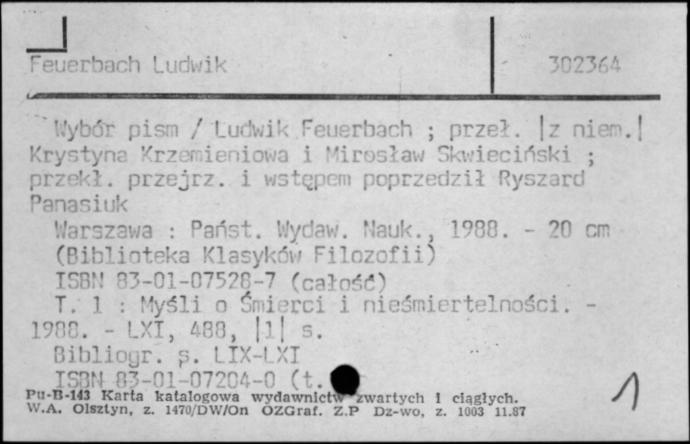 Feuerbach Ludwik 302364
Wybór pism / Ludwik Feuerbach ; przeł. |z niem.|
Krystyna Krzemieniowa i Mirosław Skwieciński ;
przekł. przejrz. i wstępem poprzedził Ryszard
Panasiuk
Warszawa : Państ. Wydaw. Nauk., 1988. - 20 cm
(Biblioteka Klasyków Filozofii)
ISBN 83-01-07528-7 (całość)
T. 1 : Myśli o śmierci i nieśmiertelności. -
1988. - LXI, 488, |1| s.
Bibliogr. s. LIX-LXI
ISBN 83-01-07204-0 (t.
Pu-B-143 Karta katalogowa wydawnictw zwartych i ciągłych.
W.A. Olsztyn, z. 1470/DW/On OZGraf. Z.P Dz-wo, z. 1003 11.87
1